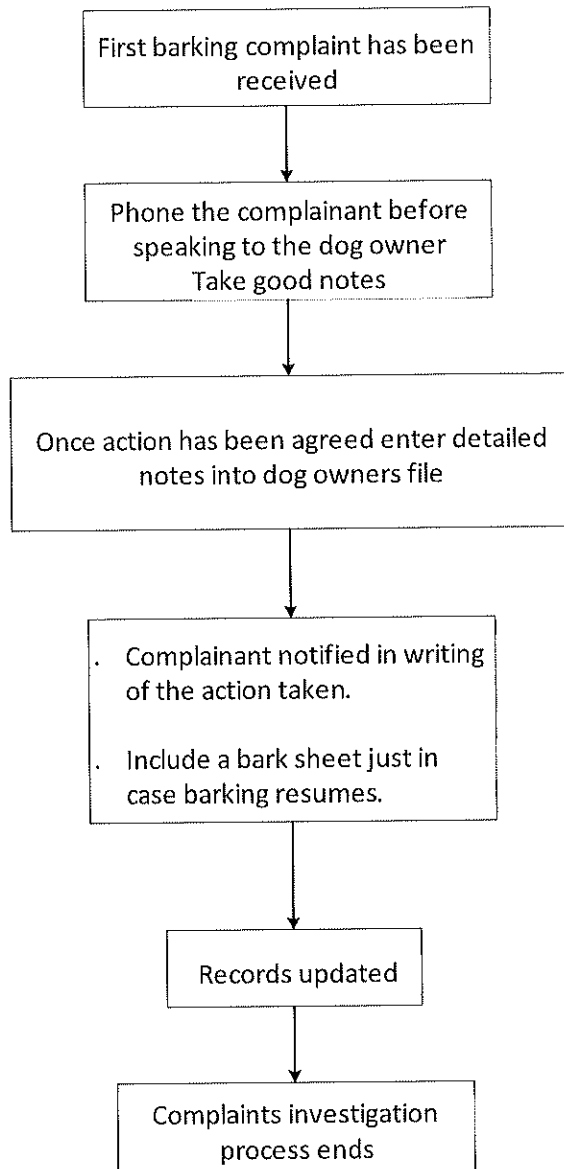 First barking complaint has been
received
Phone the complainant before
speaking to the dog owner
Take good notes
Once action has been agreed enter detailed
notes into dog owners file
. Complainant notified in writing
of the action taken.
. Include a bark sheet just in
case barking resumes.
Records updated
Complaints investigation
process ends